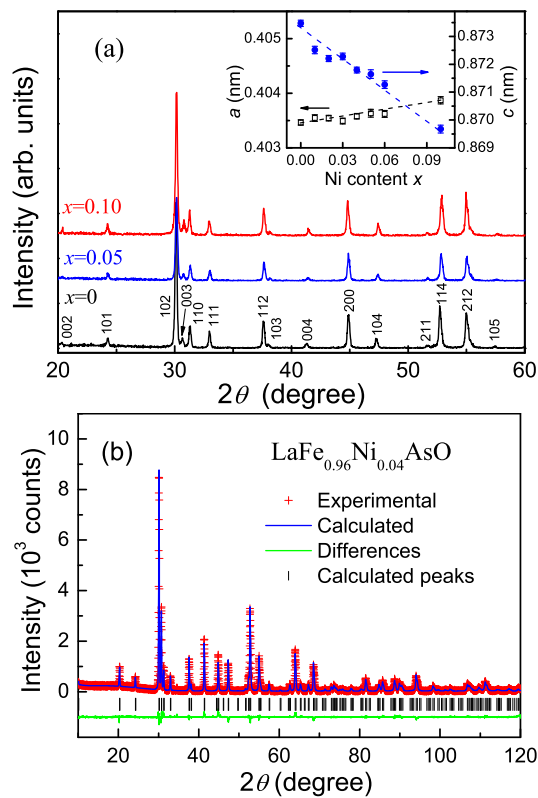 (a)
Intensity (arb. units)
x=0.10
x=0.05
x=0
002
101
102
003
110
111
112
103
004
200
104
211
114
212
105
20 30 40 50 60
2θ (degree)
0.405
0.404
0.403
a (nm)
0.873
0.872
0.871
0.870
0.869
c (nm)
0.00 0.03 0.06 0.09
Ni content x
(b)
LaFe0.96Ni0.04AsO
Experimental
Calculated
Differences
Calculated peaks
Intensity (10³ counts)
10
8
6
4
2
0
20 40 60 80 100 120
2θ (degree)